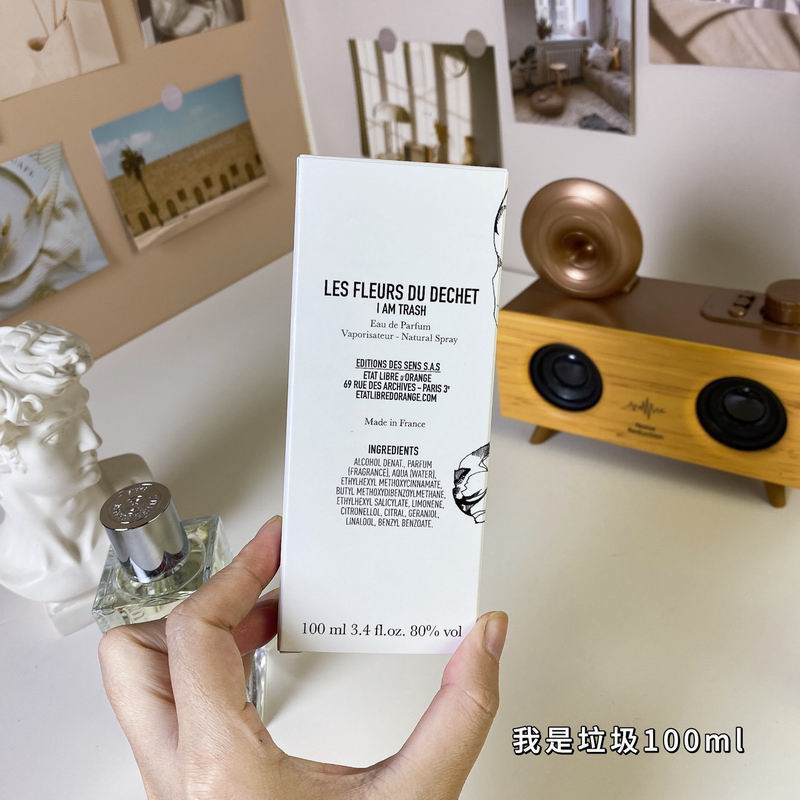 LES FLEURS DU DECHET
I AM TRASH
Eau de Parfum
Vaporisateur - Natural Spray
EDITIONS DES SENS S.A.S
ETAT LIBRE D'ORANGE
69 RUE DES ARCHIVES - PARIS 3e
ETATLIBREDORANGE.COM
Made in France
INGREDIENTS
ALCOHOL DENAT., PARFUM
(FRAGRANCE), AQUA (WATER),
ETHYLHEXYL METHOXYCINNAMATE,
BUTYL METHOXYDIBENZOYLMETHANE,
ETHYLHEXYL SALICYLATE, LIMONENE,
CITRONELLOL, CITRAL, GERANIOL,
LINALOOL, BENZYL BENZOATE.
100 ml 3.4 fl.oz. 80% vol
Noise
Reduction
我是垃圾100ml